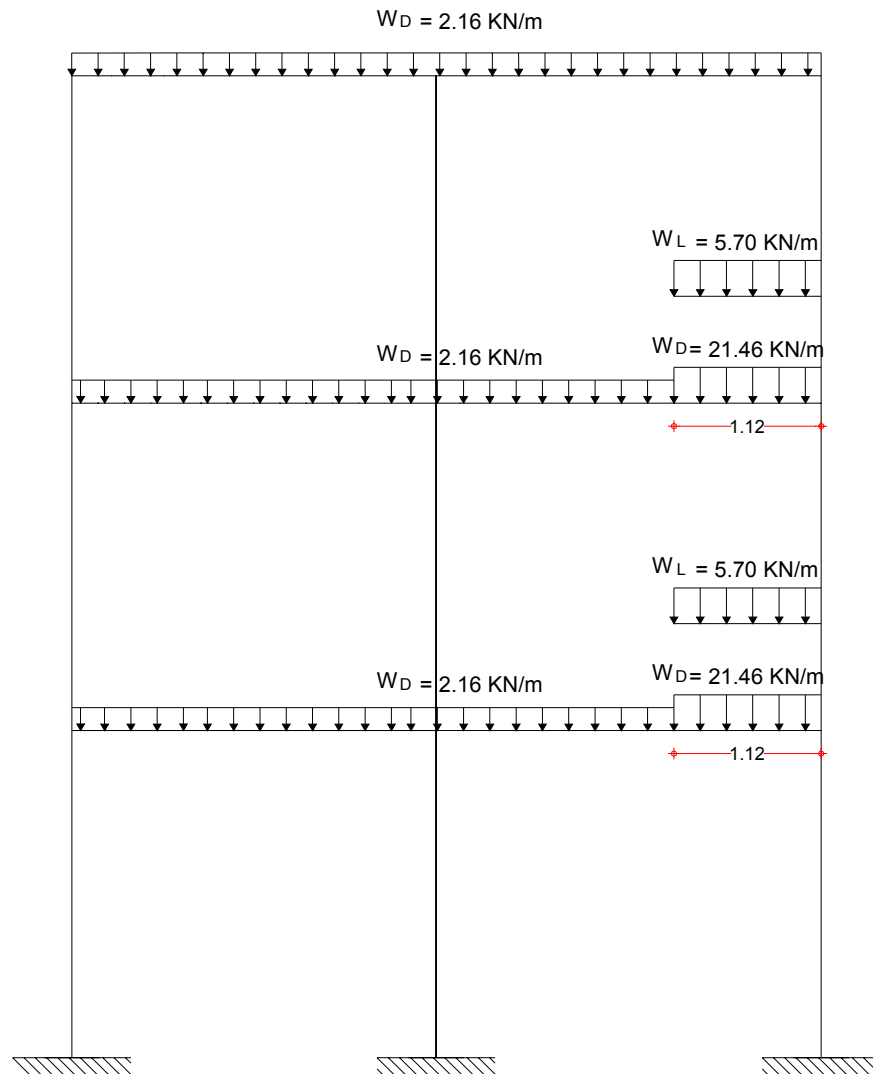 WD = 2.16 KN/m
WL = 5.70 KN/m
WD = 2.16 KN/m
WD = 21.46 KN/m
1.12
WL = 5.70 KN/m
WD = 2.16 KN/m
WD = 21.46 KN/m
1.12